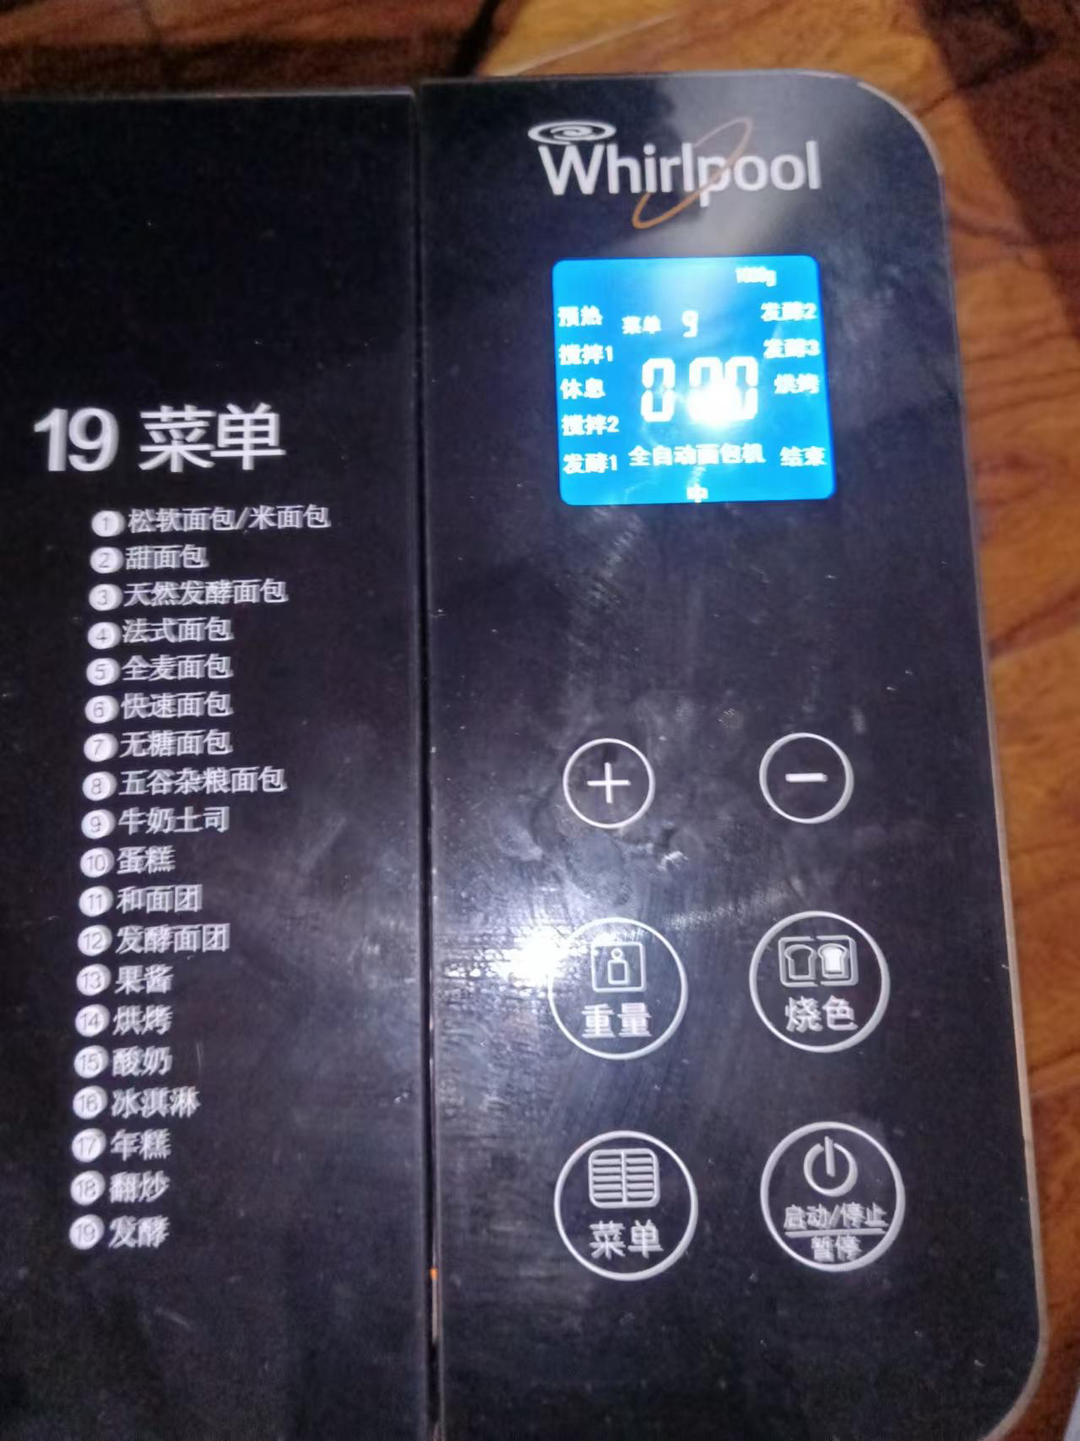 Whirlpool
1000g
预热
菜单 9
发酵2
搅拌1
发酵3
休息
0:00
烘烤
搅拌2
发酵1
全自动面包机
结束
中
19 菜单
1 松软面包/米面包
2 甜面包
3 天然发酵面包
4 法式面包
5 全麦面包
6 快速面包
7 无糖面包
8 五谷杂粮面包
9 牛奶土司
10 蛋糕
11 和面团
12 发酵面团
13 果酱
14 烘烤
15 酸奶
16 冰淇淋
17 年糕
18 翻炒
19 发酵
+
−
重量
烧色
菜单
启动/停止
暂停